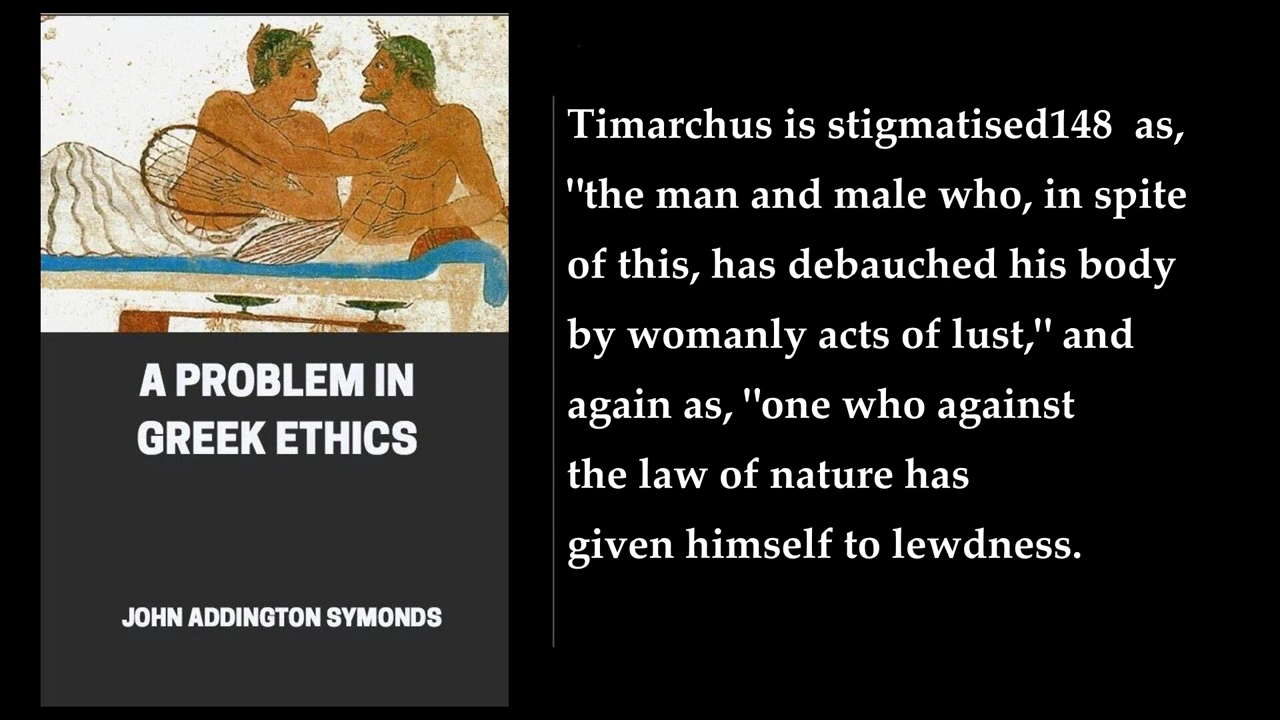 A PROBLEM IN
GREEK ETHICS
JOHN ADDINGTON SYMONDS
Timarchus is stigmatised148  as,
"the man and male who, in spite
of this, has debauched his body
by womanly acts of lust," and
again as, "one who against
the law of nature has
given himself to lewdness.